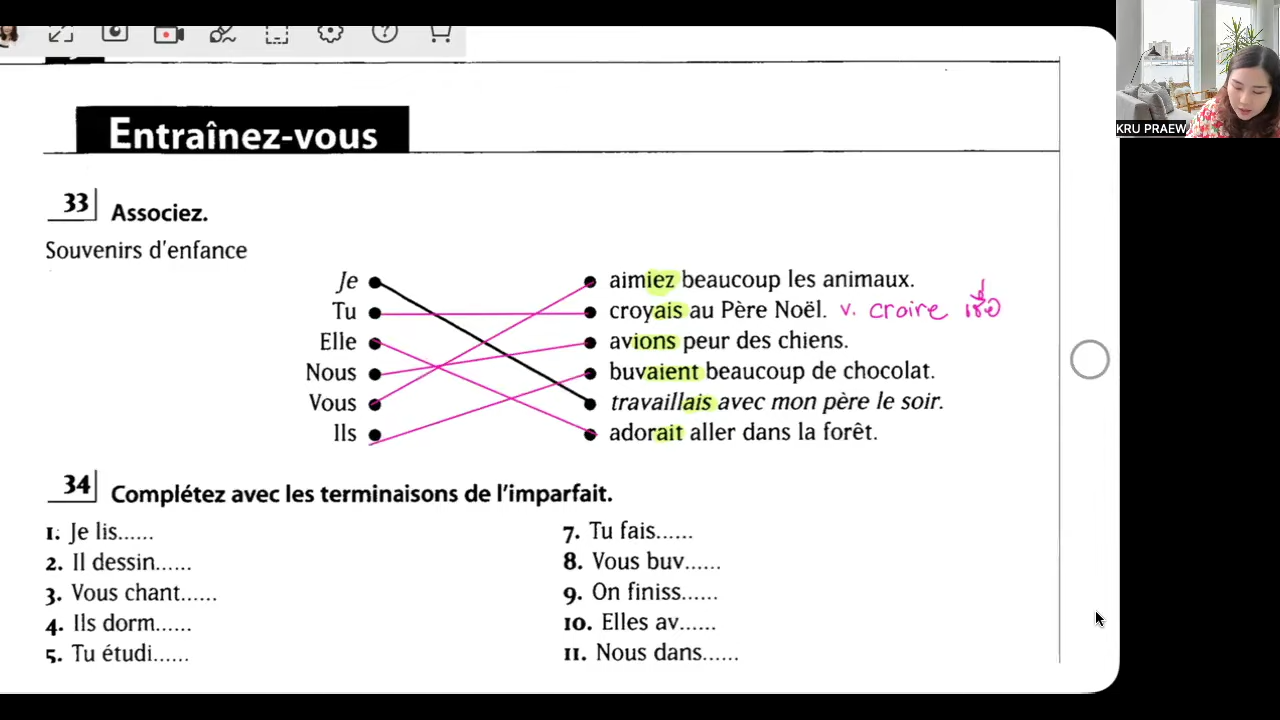 KRU PRAEW
Entraînez-vous
33 Associez.
Souvenirs d'enfance
Je
Tu
Elle
Nous
Vous
Ils
aimiez beaucoup les animaux.
croyais au Père Noël. v. croire เชื่อ
avions peur des chiens.
buvaient beaucoup de chocolat.
travaillais avec mon père le soir.
adorait aller dans la forêt.
34 Complétez avec les terminaisons de l'imparfait.
1. Je lis......
2. Il dessin......
3. Vous chant......
4. Ils dorm......
5. Tu étudi......
7. Tu fais......
8. Vous buv......
9. On finiss......
10. Elles av......
11. Nous dans......